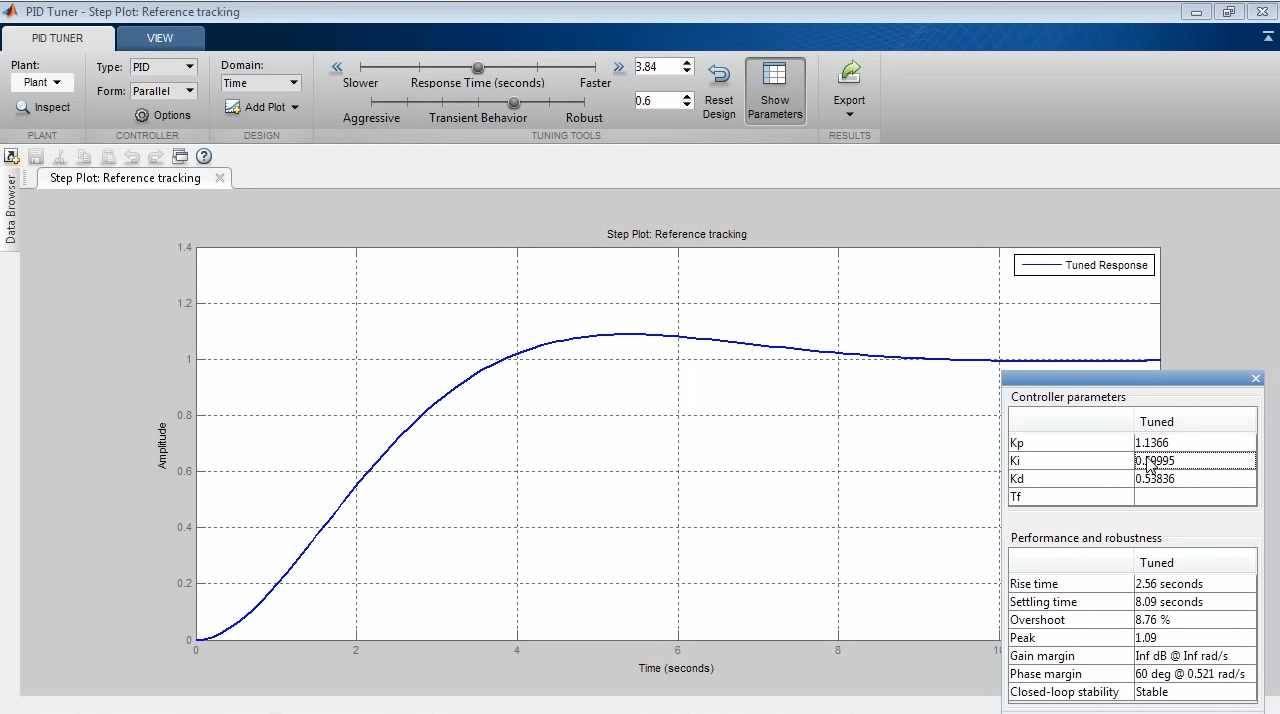 PID Tuner - Step Plot: Reference tracking
PID TUNER VIEW
Plant:
Plant
Inspect
PLANT
Type: PID
Form: Parallel
Options
CONTROLLER
Domain:
Time
Add Plot
DESIGN
Slower Response Time (seconds) Faster 3.84
Aggressive Transient Behavior Robust 0.6
Reset
Design
Show
Parameters
TUNING TOOLS
Export
RESULTS
Data Browser
Step Plot: Reference tracking
Step Plot: Reference tracking
Tuned Response
1.4
1.2
1
0.8
0.6
0.4
0.2
0
Amplitude
0 2 4 6 8
Time (seconds)
Controller parameters
Tuned
Kp 1.1366
Ki
Kd 0.53836
Tf
Performance and robustness
Tuned
Rise time 2.56 seconds
Settling time 8.09 seconds
Overshoot 8.76 %
Peak 1.09
Gain margin Inf dB @ Inf rad/s
Phase margin 60 deg @ 0.521 rad/s
Closed-loop stability Stable